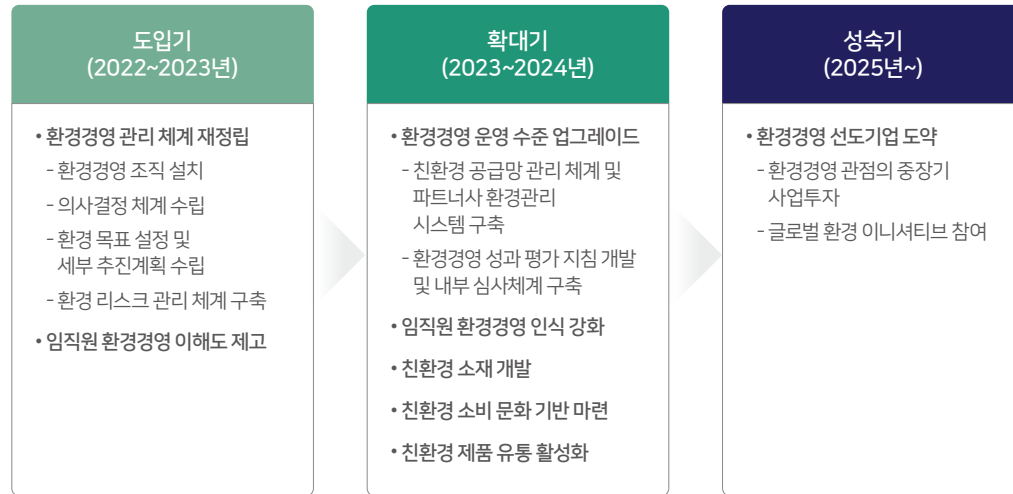 도입기
(2022~2023년)
• 환경경영 관리 체계 재정립
- 환경경영 조직 설치
- 의사결정 체계 수립
- 환경 목표 설정 및
세부 추진계획 수립
- 환경 리스크 관리 체계 구축
• 임직원 환경경영 이해도 제고
확대기
(2023~2024년)
• 환경경영 운영 수준 업그레이드
- 친환경 공급망 관리 체계 및
파트너사 환경관리
시스템 구축
- 환경경영 성과 평가 지침 개발
및 내부 심사체계 구축
• 임직원 환경경영 인식 강화
• 친환경 소재 개발
• 친환경 소비 문화 기반 마련
• 친환경 제품 유통 활성화
성숙기
(2025년~)
• 환경경영 선도기업 도약
- 환경경영 관점의 중장기
사업투자
- 글로벌 환경 이니셔티브 참여